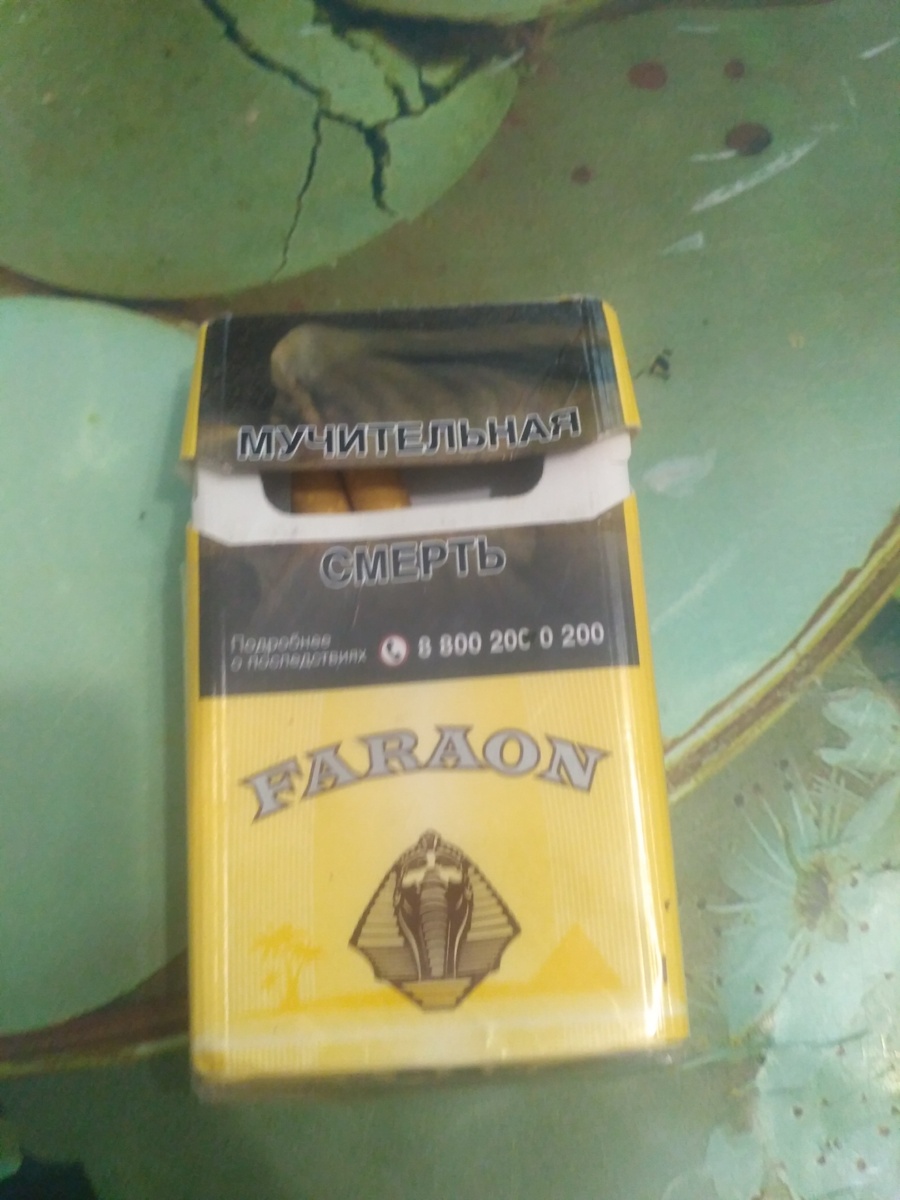 МУЧИТЕЛЬНАЯ
СМЕРТЬ
Подробнее
о последствиях
8 800 200 0 200
FARAON